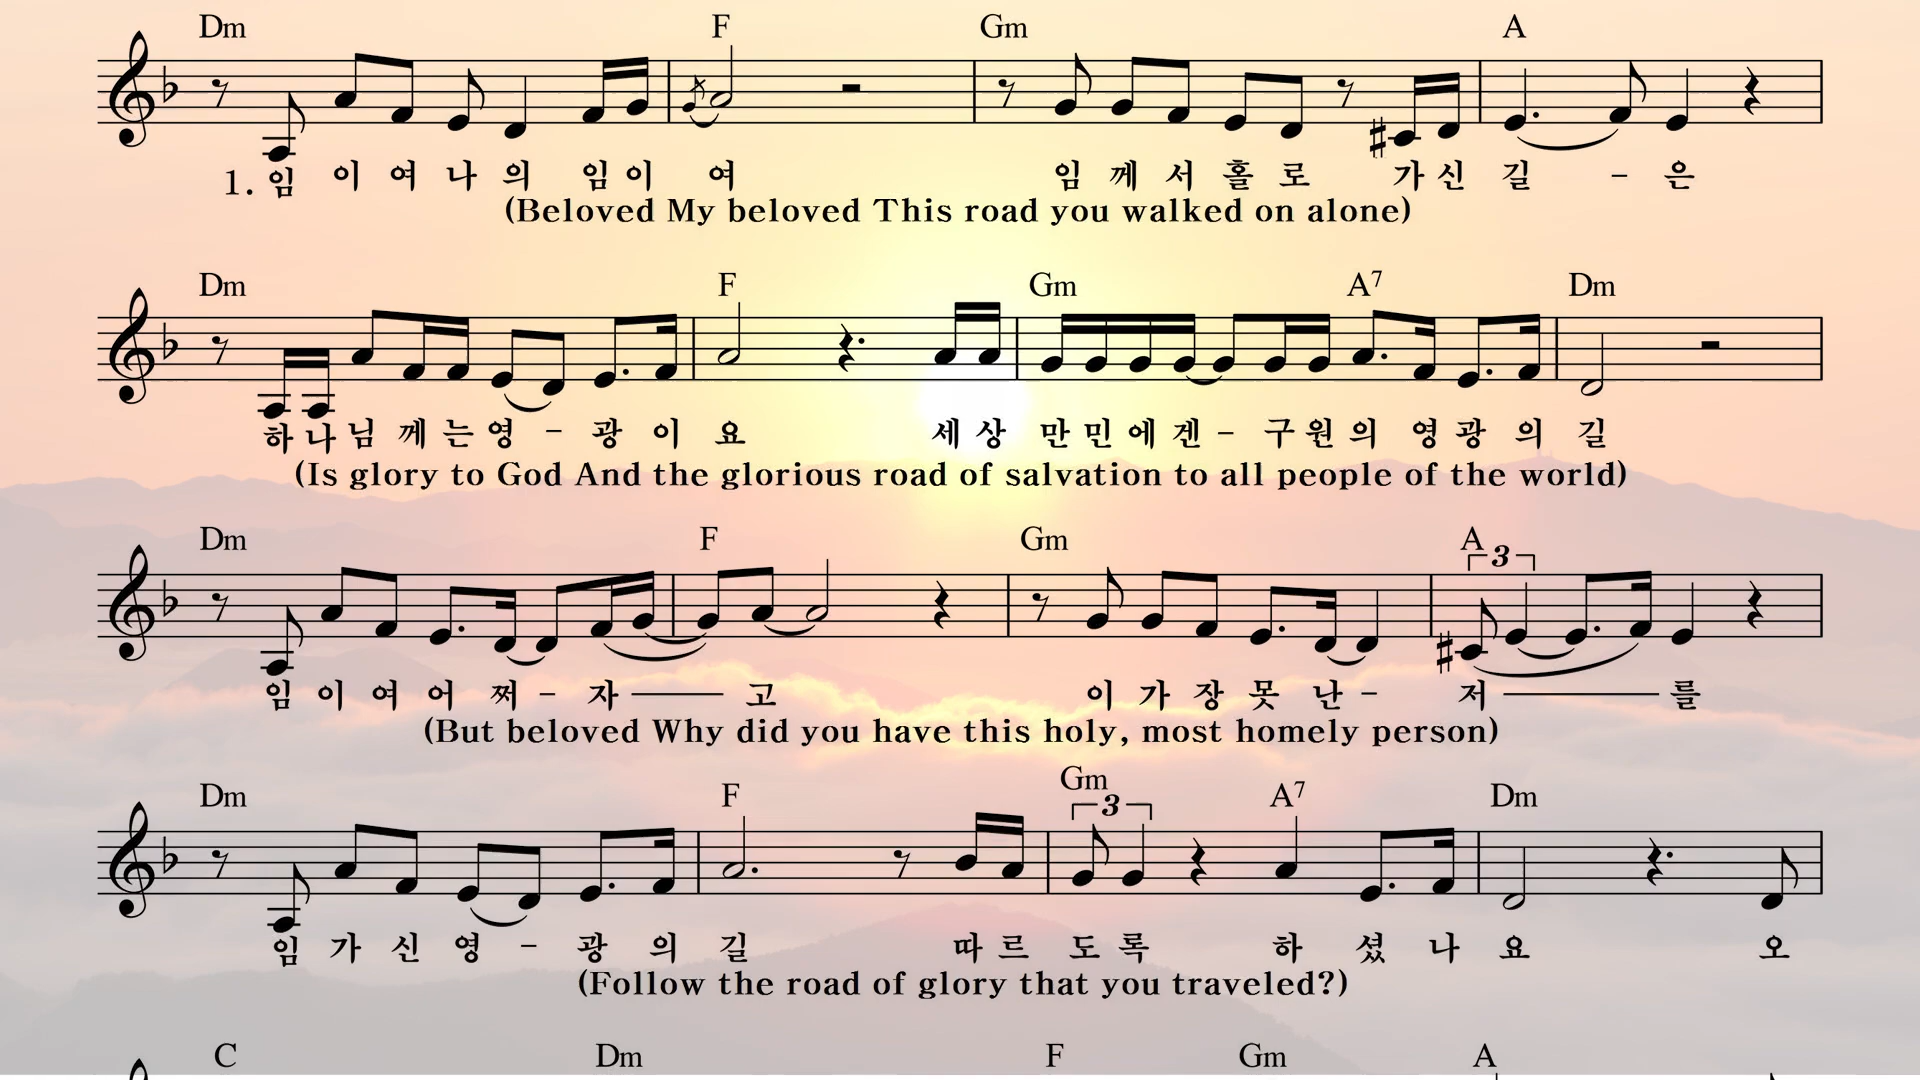 Dm F Gm A
1. 임 이 여 나 의 임 이 여 임 께 서 홀 로 가 신 길 - 은
(Beloved My beloved This road you walked on alone)
Dm F Gm A7 Dm
하 나 님 께 는 영 - 광 이 요 세 상 만 민 에 겐 - 구 원 의 영 광 의 길
(Is glory to God And the glorious road of salvation to all people of the world)
Dm F Gm A
3
임 이 여 어 쩌 - 자 — 고 이 가 장 못 난 - 저 — 를
(But beloved Why did you have this holy, most homely person)
Dm F Gm A7 Dm
3
임 가 신 영 - 광 의 길 따 르 도 록 하 셨 나 요 오
(Follow the road of glory that you traveled?)
C Dm F Gm A